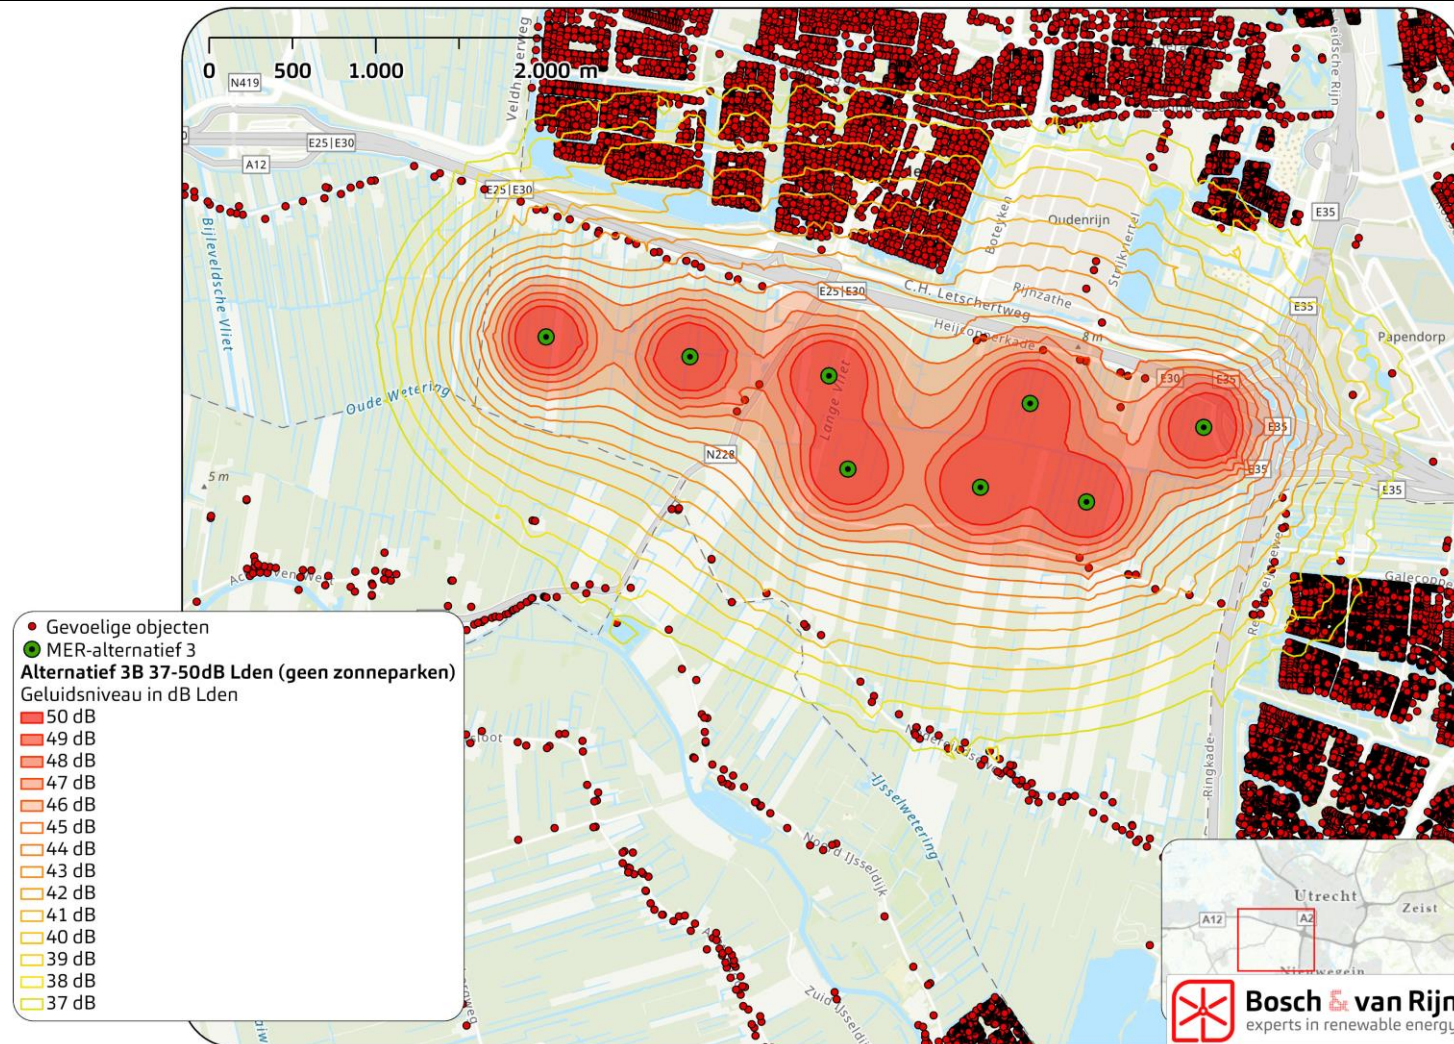 0 500 1.000 2.000 m
N419
E25|E30
A12
E25|E30
Bijleveldsche Vliet
Oude Wetering
5 m
N228
Lange Vliet
E25|E30
C.H. Letschertweg
Heijcopperkade
8 m
Rijnzathe
Boteyken
Oudenrijn
Strijkviertel
E35
E35
Papendorp
E30
E35
E35
E35
E35
Galecoppe
Ringkade
IJsselwetering
Noord IJsseldijk
Zuid IJsseldij
Gevoelige objecten
MER-alternatief 3
Alternatief 3B 37-50dB Lden (geen zonneparken)
Geluidsniveau in dB Lden
50 dB
49 dB
48 dB
47 dB
46 dB
45 dB
44 dB
43 dB
42 dB
41 dB
40 dB
39 dB
38 dB
37 dB
Utrecht
Zeist
A12
A2
Nieuwegein
Bosch & van Rijn
experts in renewable energy